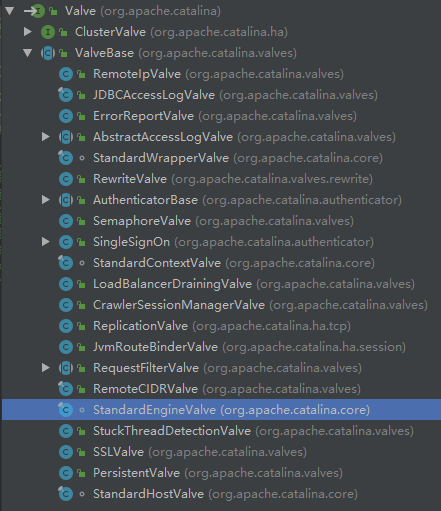 Valve (org.apache.catalina)
ClusterValve (org.apache.catalina.ha)
ValveBase (org.apache.catalina.valves)
RemoteIpValve (org.apache.catalina.valves)
JDBCAccessLogValve (org.apache.catalina.valves)
ErrorReportValve (org.apache.catalina.valves)
AbstractAccessLogValve (org.apache.catalina.valves)
StandardWrapperValve (org.apache.catalina.core)
RewriteValve (org.apache.catalina.valves.rewrite)
AuthenticatorBase (org.apache.catalina.authenticator)
SemaphoreValve (org.apache.catalina.valves)
SingleSignOn (org.apache.catalina.authenticator)
StandardContextValve (org.apache.catalina.core)
LoadBalancerDrainingValve (org.apache.catalina.valves)
CrawlerSessionManagerValve (org.apache.catalina.valves)
ReplicationValve (org.apache.catalina.ha.tcp)
JvmRouteBinderValve (org.apache.catalina.ha.session)
RequestFilterValve (org.apache.catalina.valves)
RemoteCIDRValve (org.apache.catalina.valves)
StandardEngineValve (org.apache.catalina.core)
StuckThreadDetectionValve (org.apache.catalina.valves)
SSLValve (org.apache.catalina.valves)
PersistentValve (org.apache.catalina.valves)
StandardHostValve (org.apache.catalina.core)